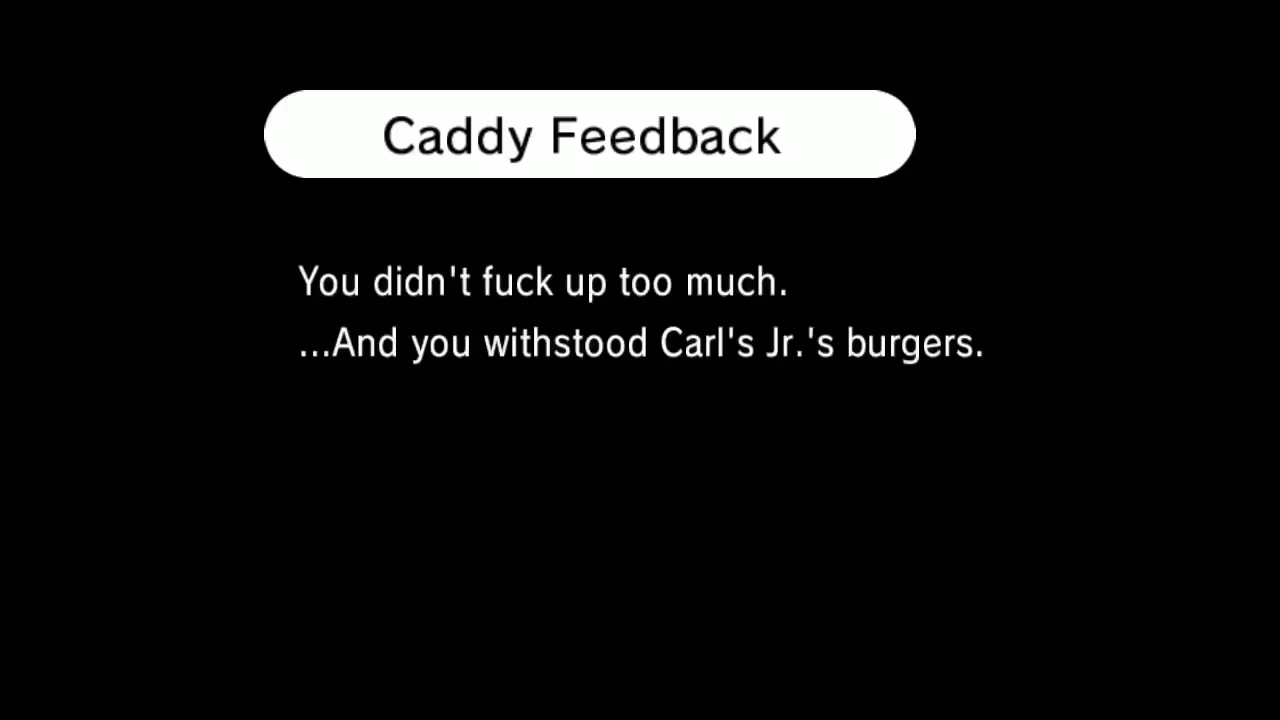 Caddy Feedback
You didn't fuck up too much.
...And you withstood Carl's Jr.'s burgers.